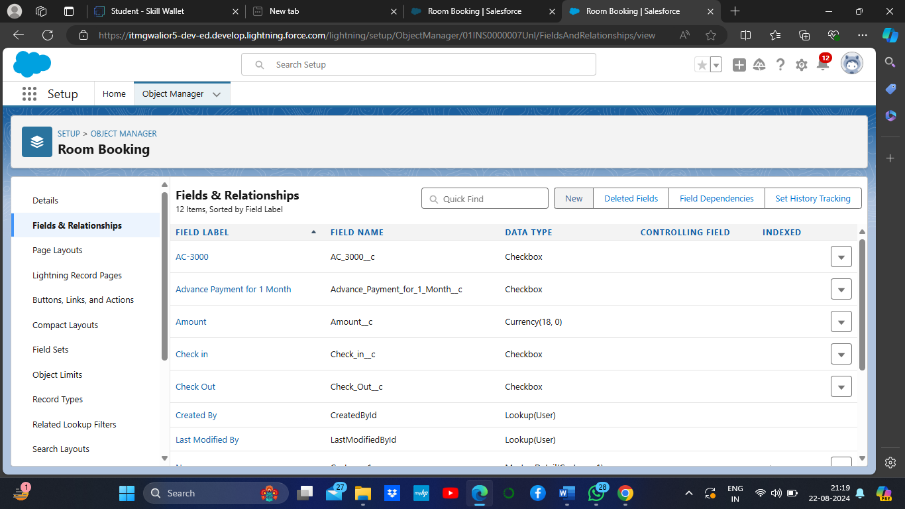 Student - Skill Wallet
New tab
Room Booking | Salesforce
Room Booking | Salesforce
https://itmgwalior5-dev-ed.develop.lightning.force.com/lightning/setup/ObjectManager/01INS0000007UnI/FieldsAndRelationships/view
Search Setup
12
Setup
Home
Object Manager
SETUP > OBJECT MANAGER
Room Booking
Details
Fields & Relationships
Page Layouts
Lightning Record Pages
Buttons, Links, and Actions
Compact Layouts
Field Sets
Object Limits
Record Types
Related Lookup Filters
Search Layouts
Fields & Relationships
12 Items, Sorted by Field Label
Quick Find
New
Deleted Fields
Field Dependencies
Set History Tracking
FIELD LABEL FIELD NAME DATA TYPE CONTROLLING FIELD INDEXED
AC-3000 AC_3000__c Checkbox
Advance Payment for 1 Month Advance_Payment_for_1_Month__c Checkbox
Amount Amount__c Currency(18, 0)
Check in Check_in__c Checkbox
Check Out Check_Out__c Checkbox
Created By CreatedById Lookup(User)
Last Modified By LastModifiedById Lookup(User)
1
Search
27
28
ENG
IN
21:19
22-08-2024